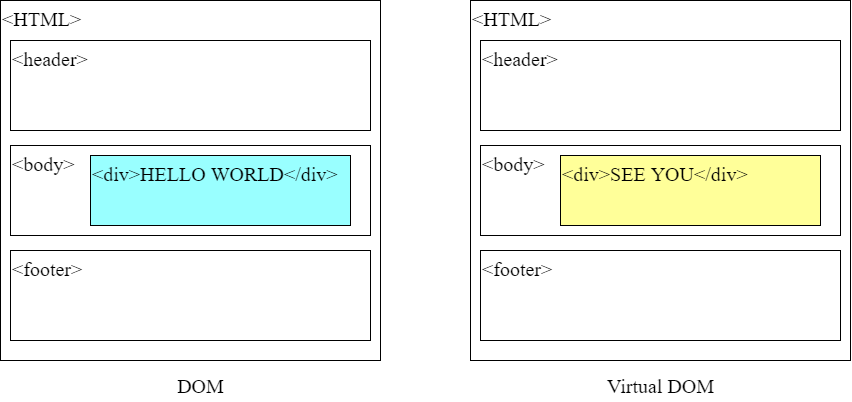 <HTML>
<header>
<body>
<div>HELLO WORLD</div>
<footer>
DOM
<HTML>
<header>
<body>
<div>SEE YOU</div>
<footer>
Virtual DOM